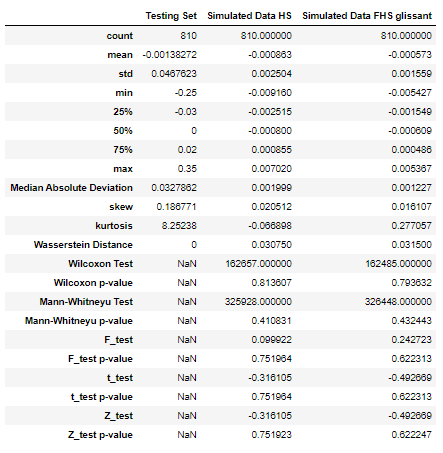 Testing Set Simulated Data HS Simulated Data FHS glissant
count 810 810.000000 810.000000
mean -0.00138272 -0.000863 -0.000573
std 0.0467623 0.002504 0.001559
min -0.25 -0.009160 -0.005427
25% -0.03 -0.002515 -0.001549
50% 0 -0.000800 -0.000609
75% 0.02 0.000855 0.000486
max 0.35 0.007020 0.005367
Median Absolute Deviation 0.0327862 0.001999 0.001227
skew 0.186771 0.020512 0.016107
kurtosis 8.25238 -0.066898 0.277057
Wasserstein Distance 0 0.030750 0.031500
Wilcoxon Test NaN 162657.000000 162485.000000
Wilcoxon p-value NaN 0.813607 0.793632
Mann-Whitneyu Test NaN 325928.000000 326448.000000
Mann-Whitneyu p-value NaN 0.410831 0.432443
F_test NaN 0.099922 0.242723
F_test p-value NaN 0.751964 0.622313
t_test NaN -0.316105 -0.492669
t_test p-value NaN 0.751964 0.622313
Z_test NaN -0.316105 -0.492669
Z_test p-value NaN 0.751923 0.622247